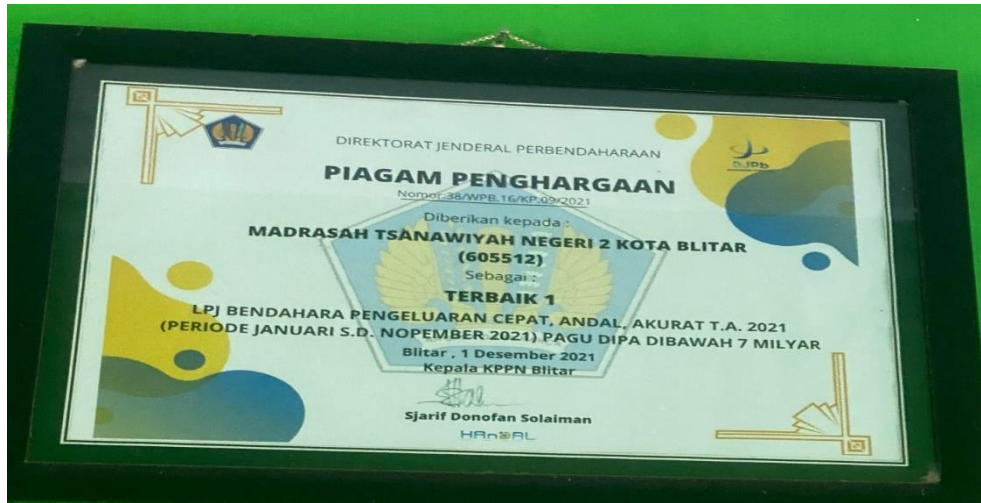 DIREKTORAT JENDERAL PERBENDAHARAAN
DJPb
PIAGAM PENGHARGAAN
Nomor:38/WPB.16/KP.09/2021
Diberikan kepada :
MADRASAH TSANAWIYAH NEGERI 2 KOTA BLITAR
(605512)
Sebagai :
TERBAIK 1
LPJ BENDAHARA PENGELUARAN CEPAT, ANDAL, AKURAT T.A. 2021
(PERIODE JANUARI S.D. NOPEMBER 2021) PAGU DIPA DIBAWAH 7 MILYAR
Blitar , 1 Desember 2021
Kepala KPPN Blitar
Sjarif Donofan Solaiman
HAnDAL